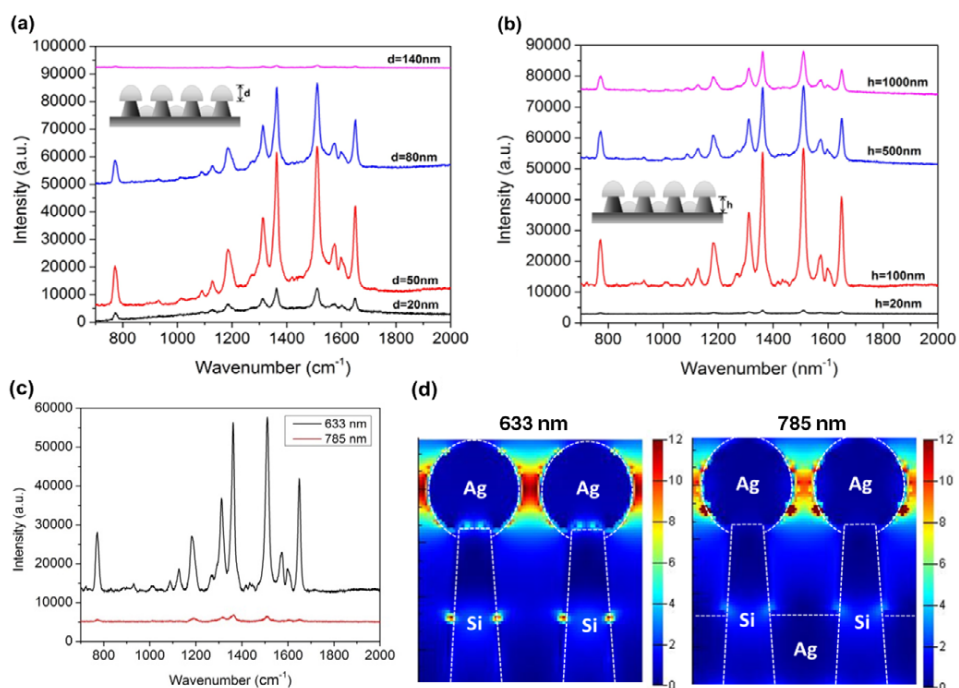 (a)
100000
90000
80000
70000
60000
50000
40000
30000
20000
10000
0
Intensity (a.u.)
d=140nm
d
d=80nm
d=50nm
d=20nm
800 1000 1200 1400 1600 1800 2000
Wavenumber (cm⁻¹)
(b)
90000
80000
70000
60000
50000
40000
30000
20000
10000
0
Intensity (a.u.)
h=1000nm
h=500nm
h
h=100nm
h=20nm
800 1000 1200 1400 1600 1800 2000
Wavenumber (nm⁻¹)
(c)
60000
50000
40000
30000
20000
10000
0
Intensity (a.u.)
633 nm
785 nm
800 1000 1200 1400 1600 1800 2000
Wavenumber (cm⁻¹)
(d)
633 nm
Ag Ag
Si Si
12
10
8
6
4
2
0
785 nm
Ag Ag
Si Si
Ag
12
10
8
6
4
2
0